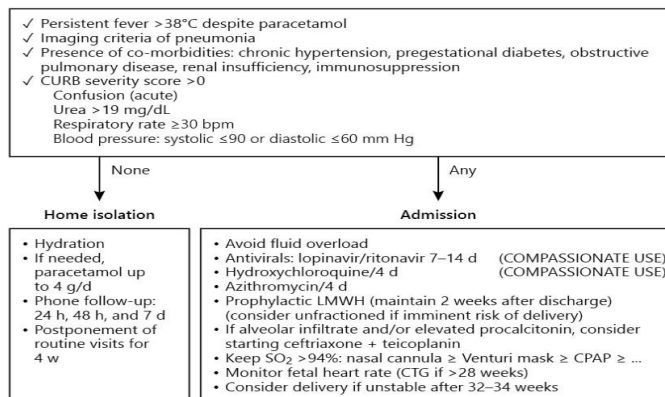 ✓ Persistent fever >38°C despite paracetamol
✓ Imaging criteria of pneumonia
✓ Presence of co-morbidities: chronic hypertension, pregestational diabetes, obstructive
pulmonary disease, renal insufficiency, immunosuppression
✓ CURB severity score >0
Confusion (acute)
Urea >19 mg/dL
Respiratory rate ≥30 bpm
Blood pressure: systolic ≤90 or diastolic ≤60 mm Hg
None
Any
Home isolation
• Hydration
• If needed,
paracetamol up
to 4 g/d
• Phone follow-up:
24 h, 48 h, and 7 d
• Postponement of
routine visits for
4 w
Admission
• Avoid fluid overload
• Antivirals: lopinavir/ritonavir 7–14 d (COMPASSIONATE USE)
• Hydroxychloroquine/4 d (COMPASSIONATE USE)
• Azithromycin/4 d
• Prophylactic LMWH (maintain 2 weeks after discharge)
(consider unfractioned if imminent risk of delivery)
• If alveolar infiltrate and/or elevated procalcitonin, consider
starting ceftriaxone + teicoplanin
• Keep SO₂ >94%: nasal cannula ≥ Venturi mask ≥ CPAP ≥ ...
• Monitor fetal heart rate (CTG if >28 weeks)
• Consider delivery if unstable after 32–34 weeks